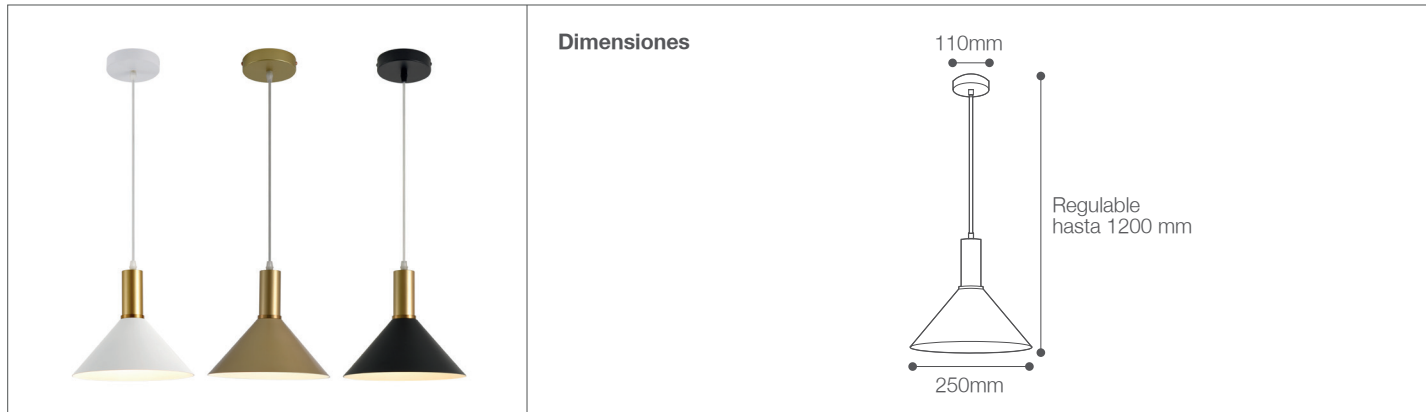 Dimensiones
110mm
Regulable
hasta 1200 mm
250mm